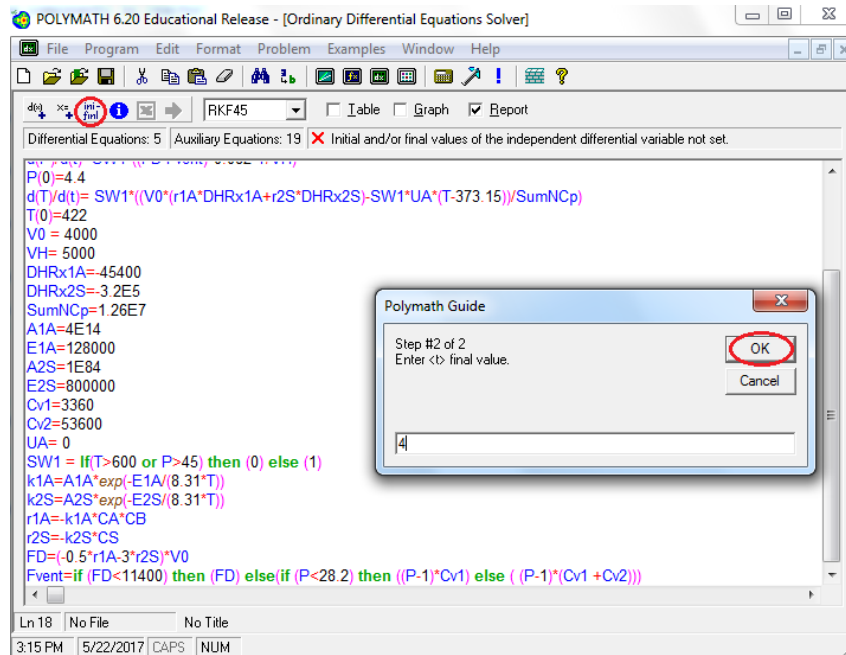 POLYMATH 6.20 Educational Release - [Ordinary Differential Equations Solver]
File Program Edit Format Problem Examples Window Help
d(x) x= ini- finl RKF45 Table Graph Report
Differential Equations: 5 Auxiliary Equations: 19 Initial and/or final values of the independent differential variable not set.
P(0)=4.4
d(T)/d(t)= SW1*((V0*(r1A*DHRx1A+r2S*DHRx2S)-SW1*UA*(T-373.15))/SumNCp)
T(0)=422
V0 = 4000
VH= 5000
DHRx1A=-45400
DHRx2S=-3.2E5
SumNCp=1.26E7
A1A=4E14
E1A=128000
A2S=1E84
E2S=800000
Cv1=3360
Cv2=53600
UA= 0
SW1 = If(T>600 or P>45) then (0) else (1)
k1A=A1A*exp(-E1A/(8.31*T))
k2S=A2S*exp(-E2S/(8.31*T))
r1A=-k1A*CA*CB
r2S=-k2S*CS
FD=(-0.5*r1A-3*r2S)*V0
Fvent=if (FD<11400) then (FD) else(if (P<28.2) then ((P-1)*Cv1) else ( (P-1)*(Cv1 +Cv2)))
Polymath Guide
Step #2 of 2
Enter <t> final value.
OK
Cancel
4
Ln 18 No File No Title
3:15 PM 5/22/2017 CAPS NUM